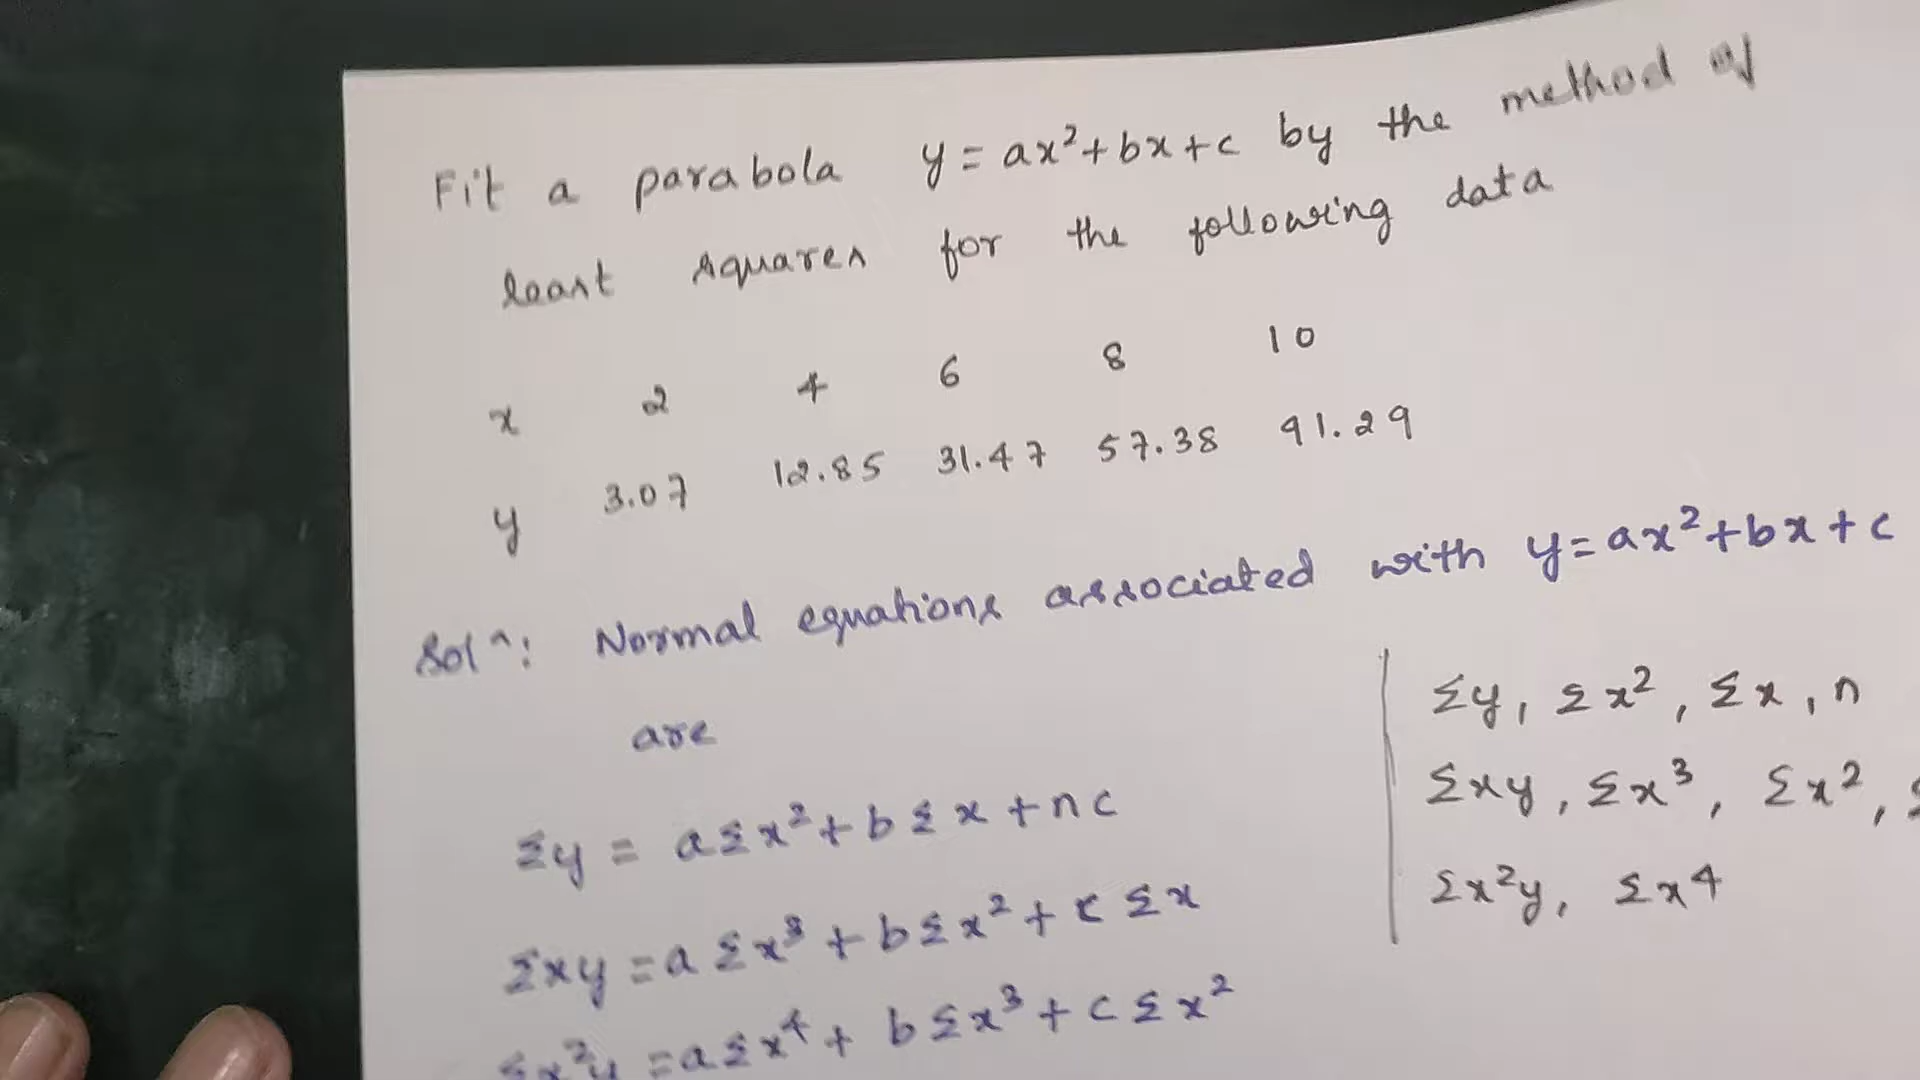 Fit a parabola y = ax²+bx+c by the method of
least squares for the following data
x 2 4 6 8 10
y 3.07 12.85 31.47 57.38 91.29
Solⁿ: Normal equations associated with y=ax²+bx+c
are
Σy = aΣx²+bΣx+nc
Σxy =aΣx³+bΣx²+cΣx
Σx²y =aΣx⁴+ bΣx³+cΣx²
Σy, Σx², Σx, n
Σxy, Σx³, Σx²,
Σx²y, Σx⁴